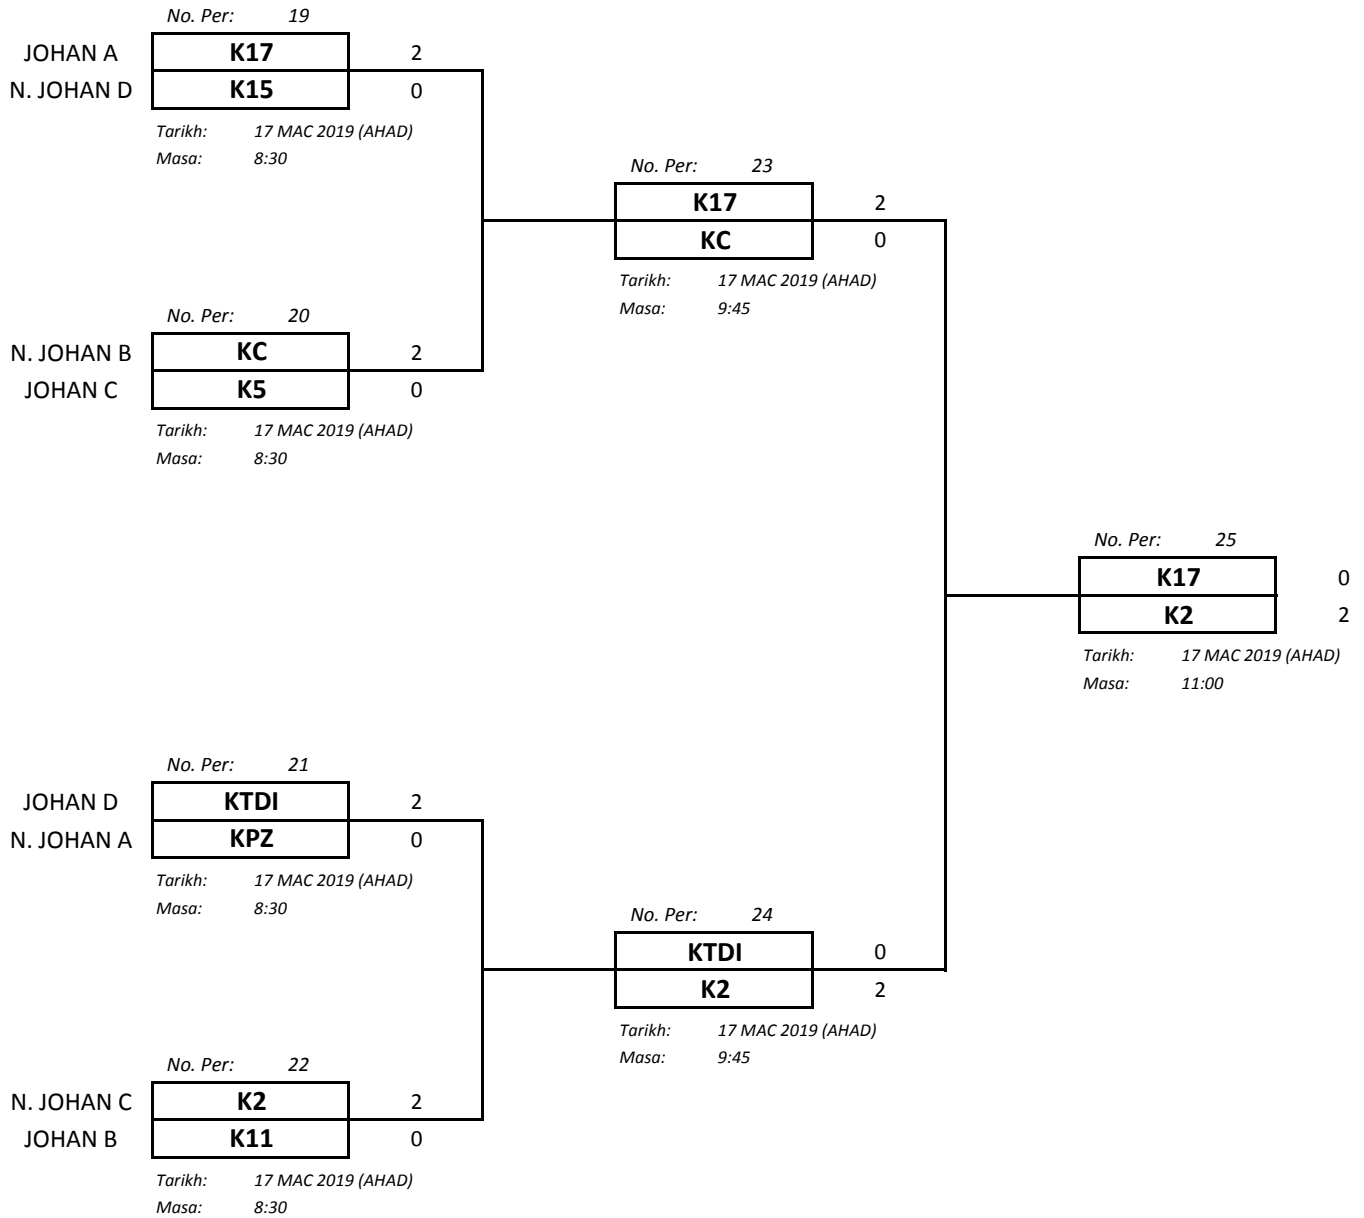 No. Per: 19
JOHAN A K17 2
N. JOHAN D K15 0
Tarikh: 17 MAC 2019 (AHAD)
Masa: 8:30
No. Per: 23
K17 2
KC 0
Tarikh: 17 MAC 2019 (AHAD)
Masa: 9:45
No. Per: 20
N. JOHAN B KC 2
JOHAN C K5 0
Tarikh: 17 MAC 2019 (AHAD)
Masa: 8:30
No. Per: 25
K17 0
K2 2
Tarikh: 17 MAC 2019 (AHAD)
Masa: 11:00
No. Per: 21
JOHAN D KTDI 2
N. JOHAN A KPZ 0
Tarikh: 17 MAC 2019 (AHAD)
Masa: 8:30
No. Per: 24
KTDI 0
K2 2
Tarikh: 17 MAC 2019 (AHAD)
Masa: 9:45
No. Per: 22
N. JOHAN C K2 2
JOHAN B K11 0
Tarikh: 17 MAC 2019 (AHAD)
Masa: 8:30